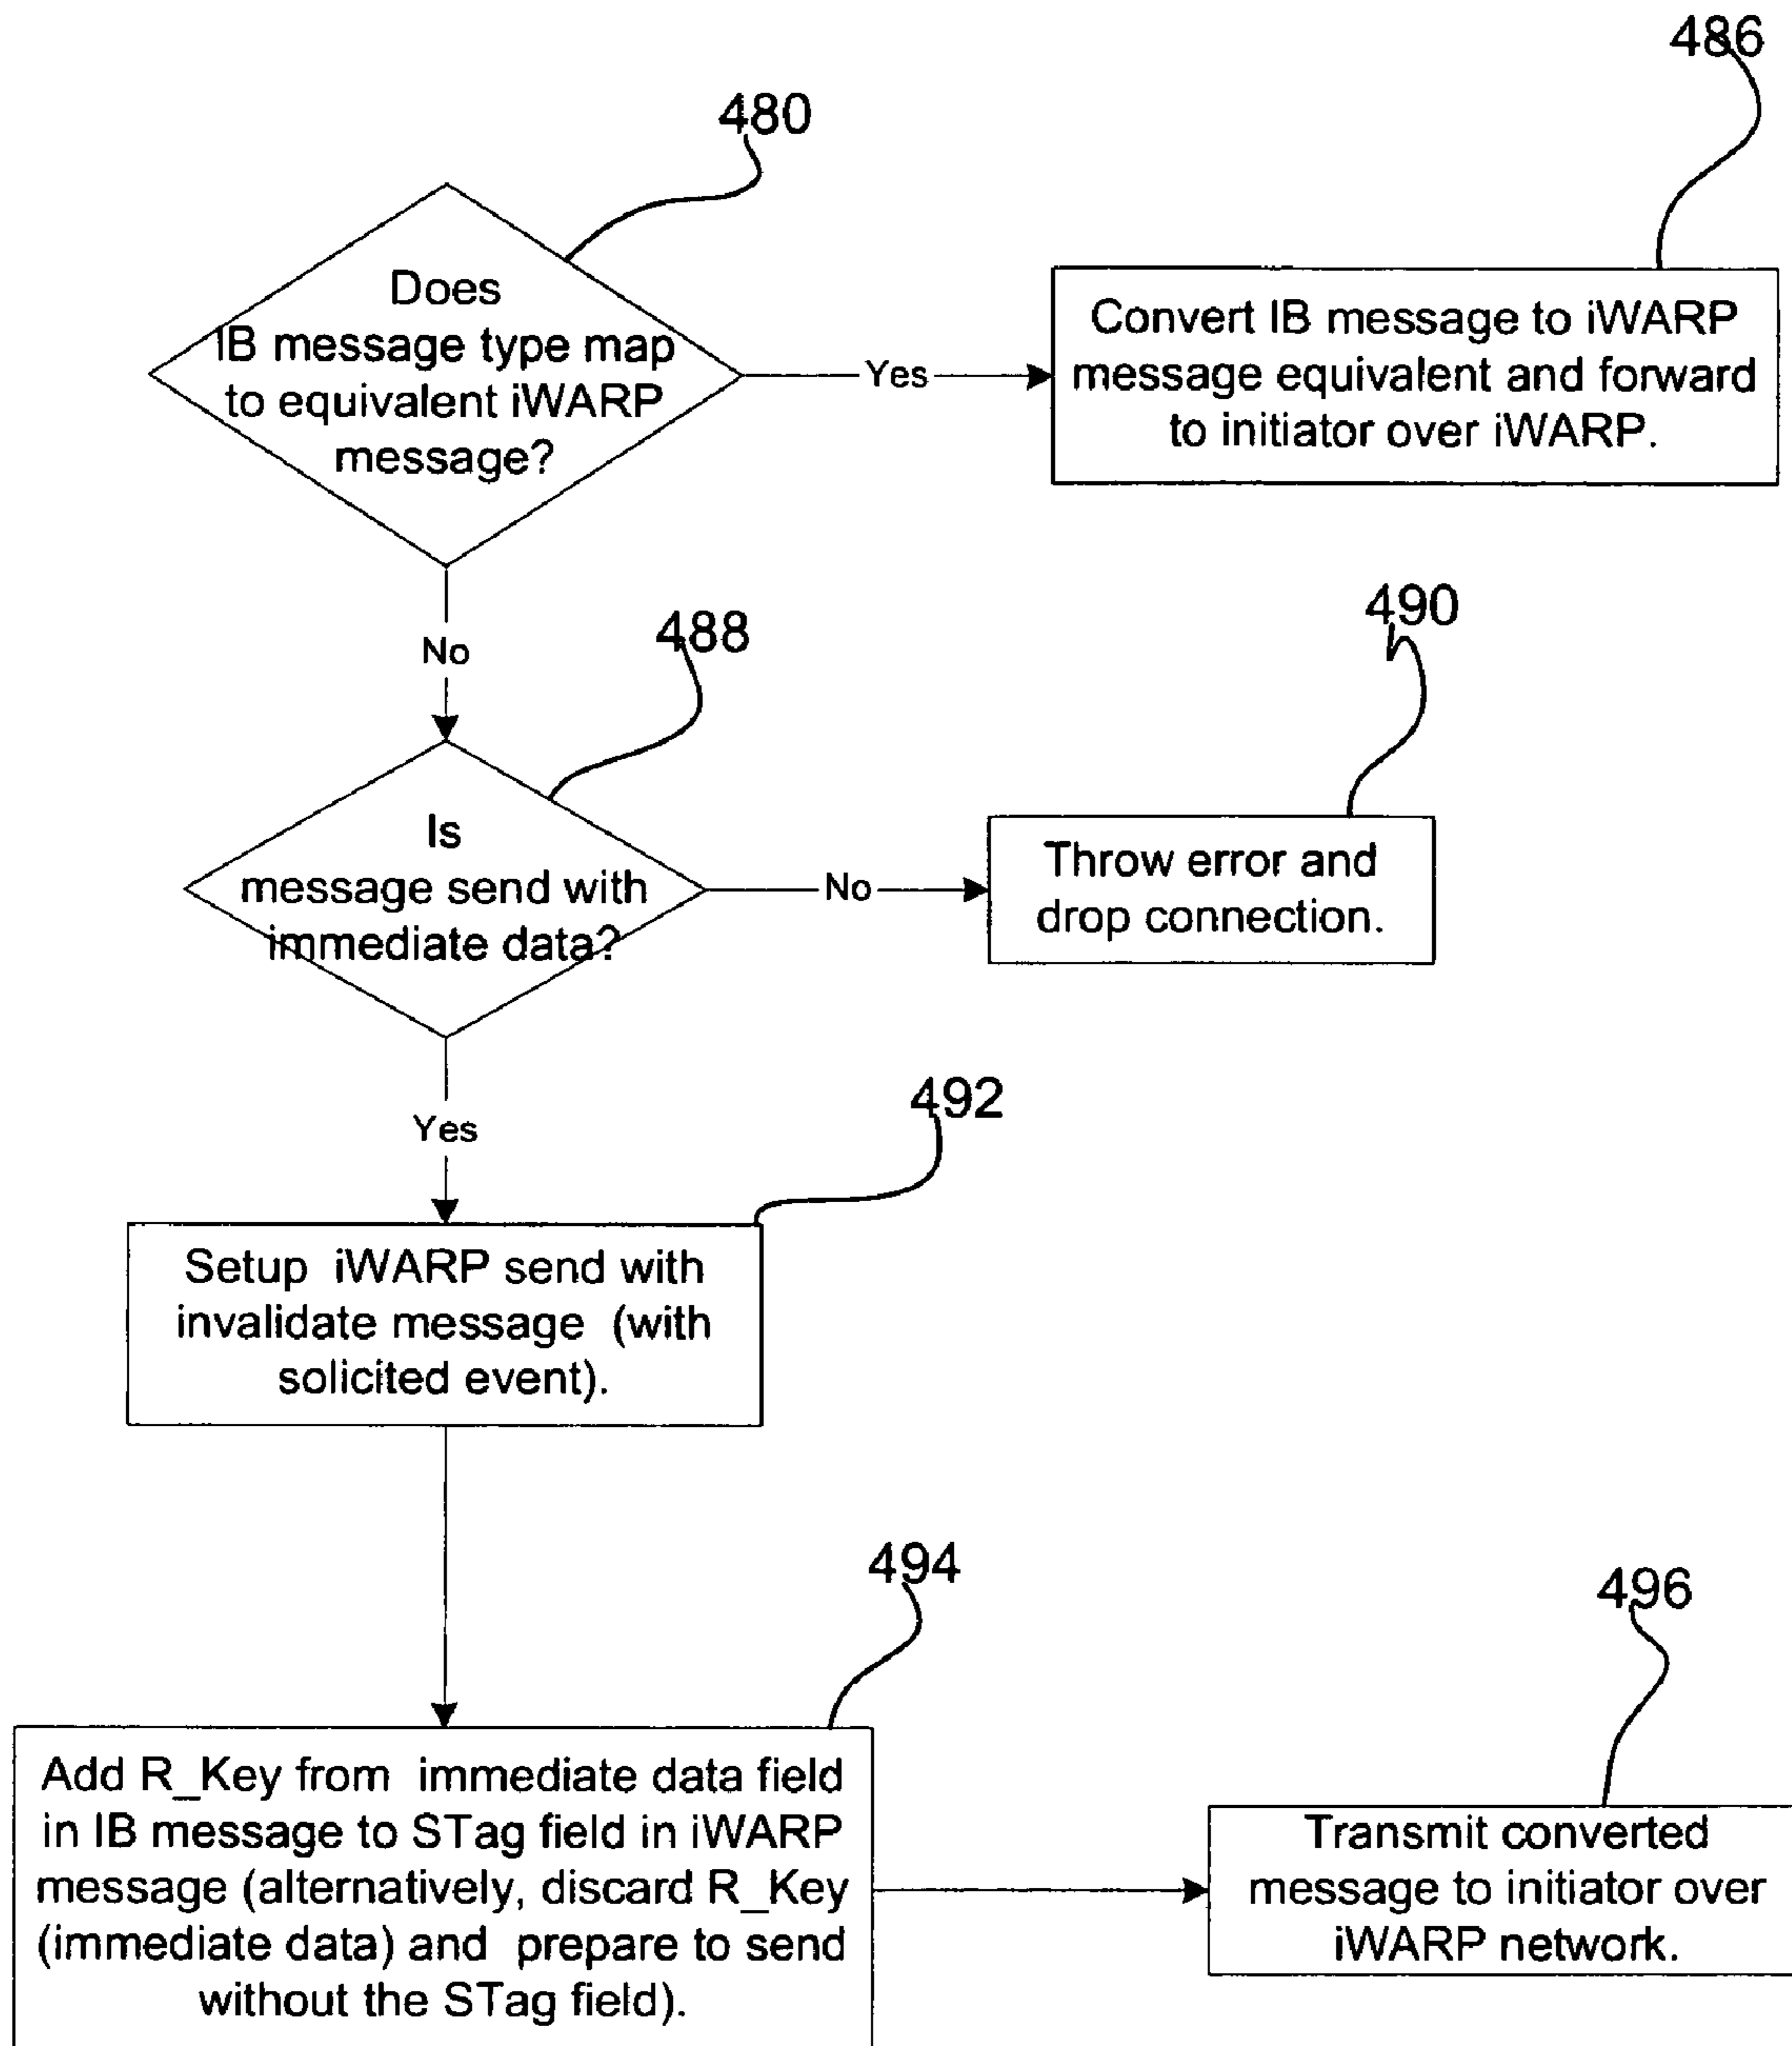 486
480
Does
IB message type map
to equivalent iWARP
message?
Yes
Convert IB message to iWARP
message equivalent and forward
to initiator over iWARP.
No
488
490
Is
message send with
immediate data?
No
Throw error and
drop connection.
Yes
492
Setup iWARP send with
invalidate message (with
solicited event).
494
496
Add R_Key from immediate data field
in IB message to STag field in iWARP
message (alternatively, discard R_Key
(immediate data) and prepare to send
without the STag field).
Transmit converted
message to initiator over
iWARP network.